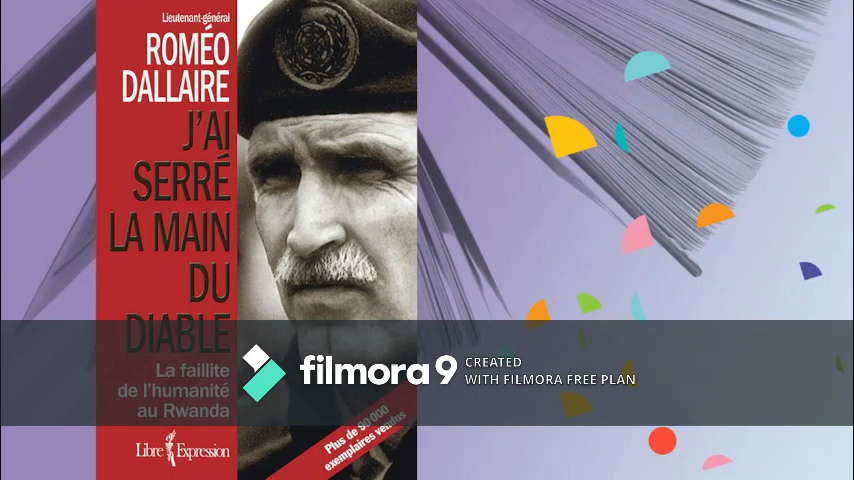 Lieutenant-général
ROMÉO
DALLAIRE
J'AI
SERRÉ
LA MAIN
DU
DIABLE
La faillite
de l'humanité
au Rwanda
Libre Expression
Plus de 90 000
exemplaires vendus
filmora9
CREATED
WITH FILMORA FREE PLAN